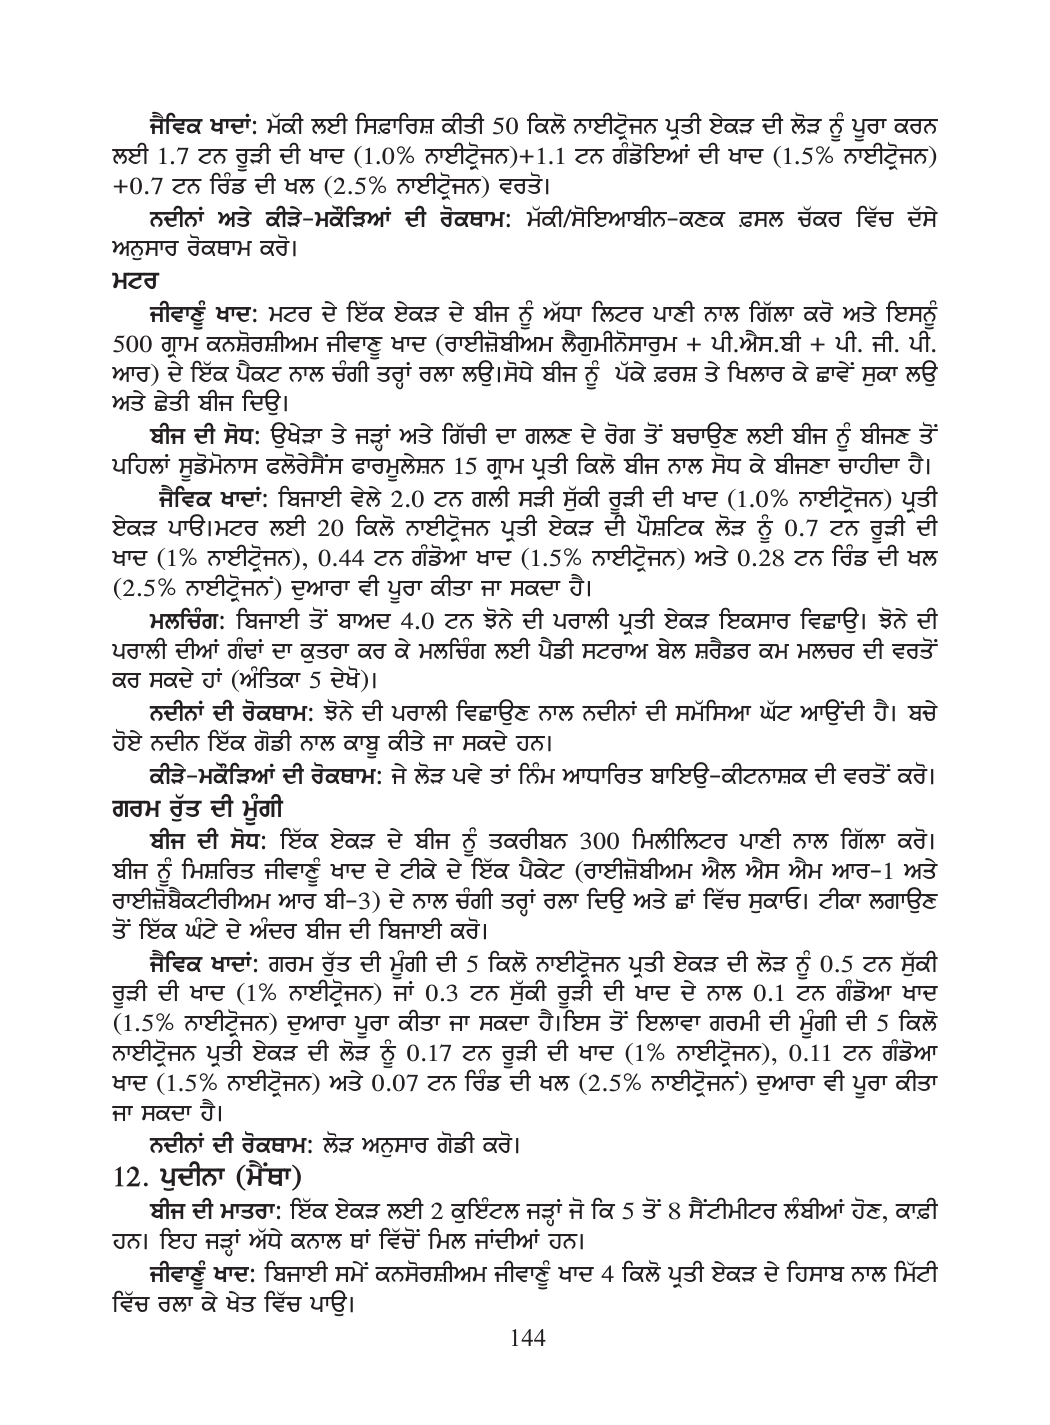 ਜੈਵਿਕ ਖਾਦਾਂ: ਮੱਕੀ ਲਈ ਸਿਫ਼ਾਰਿਸ਼ ਕੀਤੀ 50 ਕਿਲੋ ਨਾਈਟ੍ਰੋਜਨ ਪ੍ਰਤੀ ਏਕੜ ਦੀ ਲੋੜ ਨੂੰ ਪੂਰਾ ਕਰਨ
ਲਈ 1.7 ਟਨ ਰੂੜੀ ਦੀ ਖਾਦ (1.0% ਨਾਈਟ੍ਰੋਜਨ)+1.1 ਟਨ ਗੰਡੋਇਆਂ ਦੀ ਖਾਦ (1.5% ਨਾਈਟ੍ਰੋਜਨ)
+0.7 ਟਨ ਰਿੰਡ ਦੀ ਖਲ (2.5% ਨਾਈਟ੍ਰੋਜਨ) ਵਰਤੋ।
ਨਦੀਨਾਂ ਅਤੇ ਕੀੜੇ-ਮਕੌੜਿਆਂ ਦੀ ਰੋਕਥਾਮ: ਮੱਕੀ/ਸੋਇਆਬੀਨ-ਕਣਕ ਫ਼ਸਲ ਚੱਕਰ ਵਿੱਚ ਦੱਸੇ
ਅਨੁਸਾਰ ਰੋਕਥਾਮ ਕਰੋ।
ਮਟਰ
ਜੀਵਾਣੂੰ ਖਾਦ: ਮਟਰ ਦੇ ਇੱਕ ਏਕੜ ਦੇ ਬੀਜ ਨੂੰ ਅੱਧਾ ਲਿਟਰ ਪਾਣੀ ਨਾਲ ਗਿੱਲਾ ਕਰੋ ਅਤੇ ਇਸਨੂੰ
500 ਗ੍ਰਾਮ ਕਨਸ਼ੋਰਸ਼ੀਅਮ ਜੀਵਾਣੂ ਖਾਦ (ਰਾਈਜ਼ੋਬੀਅਮ ਲੈਗੁਮੀਨੋਸਾਰੁਮ + ਪੀ.ਐਸ.ਬੀ + ਪੀ. ਜੀ. ਪੀ.
ਆਰ) ਦੇ ਇੱਕ ਪੈਕਟ ਨਾਲ ਚੰਗੀ ਤਰ੍ਹਾਂ ਰਲਾ ਲਉ।ਸੋਧੇ ਬੀਜ ਨੂੰ ਪੱਕੇ ਫ਼ਰਸ਼ ਤੇ ਖਿਲਾਰ ਕੇ ਛਾਵੇਂ ਸੁਕਾ ਲਉ
ਅਤੇ ਛੇਤੀ ਬੀਜ ਦਿਉ।
ਬੀਜ ਦੀ ਸੋਧ: ਉਖੇੜਾ ਤੇ ਜੜ੍ਹਾਂ ਅਤੇ ਗਿੱਚੀ ਦਾ ਗਲਣ ਦੇ ਰੋਗ ਤੋਂ ਬਚਾਉਣ ਲਈ ਬੀਜ ਨੂੰ ਬੀਜਣ ਤੋਂ
ਪਹਿਲਾਂ ਸੂਡੋਮੋਨਾਸ ਫਲੋਰੇਸੈਂਸ ਫਾਰਮੂਲੇਸ਼ਨ 15 ਗ੍ਰਾਮ ਪ੍ਰਤੀ ਕਿਲੋ ਬੀਜ ਨਾਲ ਸੋਧ ਕੇ ਬੀਜਣਾ ਚਾਹੀਦਾ ਹੈ।
ਜੈਵਿਕ ਖਾਦਾਂ: ਬਿਜਾਈ ਵੇਲੇ 2.0 ਟਨ ਗਲੀ ਸੜੀ ਸੁੱਕੀ ਰੂੜੀ ਦੀ ਖਾਦ (1.0% ਨਾਈਟ੍ਰੋਜਨ) ਪ੍ਰਤੀ
ਏਕੜ ਪਾੳ।ਮਟਰ ਲਈ 20 ਕਿਲੋ ਨਾਈਟ੍ਰੋਜਨ ਪ੍ਰਤੀ ਏਕੜ ਦੀ ਪੌਸ਼ਟਿਕ ਲੋੜ ਨੂੰ 0.7 ਟਨ ਰੂੜੀ ਦੀ
ਖਾਦ (1% ਨਾਈਟ੍ਰੋਜਨ), 0.44 ਟਨ ਗੰਡੋਆ ਖਾਦ (1.5% ਨਾਈਟ੍ਰੋਜਨ) ਅਤੇ 0.28 ਟਨ ਰਿੰਡ ਦੀ ਖਲ
(2.5% ਨਾਈਟ੍ਰੋਜਨਾਂ) ਦੁਆਰਾ ਵੀ ਪੂਰਾ ਕੀਤਾ ਜਾ ਸਕਦਾ ਹੈ।
ਮਲਚਿੰਗ: ਬਿਜਾਈ ਤੋਂ ਬਾਅਦ 4.0 ਟਨ ਝੋਨੇ ਦੀ ਪਰਾਲੀ ਪ੍ਰਤੀ ਏਕੜ ਇਕਸਾਰ ਵਿਛਾਉ। ਝੋਨੇ ਦੀ
ਪਰਾਲੀ ਦੀਆਂ ਗੰਢਾਂ ਦਾ ਕੁਤਰਾ ਕਰ ਕੇ ਮਲਚਿੰਗ ਲਈ ਪੈਡੀ ਸਟਰਾਅ ਬੇਲ ਸ਼ਰੈਡਰ ਕਮ ਮਲਚਰ ਦੀ ਵਰਤੋਂ
ਕਰ ਸਕਦੇ ਹਾਂ (ਅੰਤਿਕਾ 5 ਦੇਖੋ)।
ਨਦੀਨਾਂ ਦੀ ਰੋਕਥਾਮ: ਝੋਨੇ ਦੀ ਪਰਾਲੀ ਵਿਛਾਉਣ ਨਾਲ ਨਦੀਨਾਂ ਦੀ ਸਮੱਸਿਆ ਘੱਟ ਆਉਂਦੀ ਹੈ। ਬਚੇ
ਹੋਏ ਨਦੀਨ ਇੱਕ ਗੋਡੀ ਨਾਲ ਕਾਬੂ ਕੀਤੇ ਜਾ ਸਕਦੇ ਹਨ।
ਕੀੜੇ-ਮਕੌੜਿਆਂ ਦੀ ਰੋਕਥਾਮ: ਜੇ ਲੋੜ ਪਵੇ ਤਾਂ ਨਿੰਮ ਆਧਾਰਿਤ ਬਾਇਉ-ਕੀਟਨਾਸ਼ਕ ਦੀ ਵਰਤੋਂ ਕਰੋ।
ਗਰਮ ਰੁੱਤ ਦੀ ਮੂੰਗੀ
ਬੀਜ ਦੀ ਸੋਧ: ਇੱਕ ਏਕੜ ਦੇ ਬੀਜ ਨੂੰ ਤਕਰੀਬਨ 300 ਮਿਲੀਲਿਟਰ ਪਾਣੀ ਨਾਲ ਗਿੱਲਾ ਕਰੋ।
ਬੀਜ ਨੂੰ ਮਿਸ਼ਰਿਤ ਜੀਵਾਣੂੰ ਖਾਦ ਦੇ ਟੀਕੇ ਦੇ ਇੱਕ ਪੈਕੇਟ (ਰਾਈਜ਼ੋਬੀਅਮ ਐਲ ਐਸ ਐਮ ਆਰ-1 ਅਤੇ
ਰਾਈਜ਼ੋਬੈਕਟੀਰੀਅਮ ਆਰ ਬੀ-3) ਦੇ ਨਾਲ ਚੰਗੀ ਤਰ੍ਹਾਂ ਰਲਾ ਦਿਉ ਅਤੇ ਛਾਂ ਵਿੱਚ ਸੁਕਾਓ। ਟੀਕਾ ਲਗਾਉਣ
ਤੋਂ ਇੱਕ ਘੰਟੇ ਦੇ ਅੰਦਰ ਬੀਜ ਦੀ ਬਿਜਾਈ ਕਰੋ।
ਜੈਵਿਕ ਖਾਦਾਂ: ਗਰਮ ਰੁੱਤ ਦੀ ਮੂੰਗੀ ਦੀ 5 ਕਿਲੋ ਨਾਈਟ੍ਰੋਜਨ ਪ੍ਰਤੀ ਏਕੜ ਦੀ ਲੋੜ ਨੂੰ 0.5 ਟਨ ਸੁੱਕੀ
ਰੂੜੀ ਦੀ ਖਾਦ (1% ਨਾਈਟ੍ਰੋਜਨ) ਜਾਂ 0.3 ਟਨ ਸੁੱਕੀ ਰੂੜੀ ਦੀ ਖਾਦ ਦੇ ਨਾਲ 0.1 ਟਨ ਗੰਡੋਆ ਖਾਦ
(1.5% ਨਾਈਟ੍ਰੋਜਨ) ਦੁਆਰਾ ਪੂਰਾ ਕੀਤਾ ਜਾ ਸਕਦਾ ਹੈ।ਇਸ ਤੋਂ ਇਲਾਵਾ ਗਰਮੀ ਦੀ ਮੂੰਗੀ ਦੀ 5 ਕਿਲੋ
ਨਾਈਟ੍ਰੋਜਨ ਪ੍ਰਤੀ ਏਕੜ ਦੀ ਲੋੜ ਨੂੰ 0.17 ਟਨ ਰੂੜੀ ਦੀ ਖਾਦ (1% ਨਾਈਟ੍ਰੋਜਨ), 0.11 ਟਨ ਗੰਡੋਆ
ਖਾਦ (1.5% ਨਾਈਟ੍ਰੋਜਨ) ਅਤੇ 0.07 ਟਨ ਰਿੰਡ ਦੀ ਖਲ (2.5% ਨਾਈਟ੍ਰੋਜਨਾਂ) ਦੁਆਰਾ ਵੀ ਪੂਰਾ ਕੀਤਾ
ਜਾ ਸਕਦਾ ਹੈ।
ਨਦੀਨਾਂ ਦੀ ਰੋਕਥਾਮ: ਲੋੜ ਅਨੁਸਾਰ ਗੋਡੀ ਕਰੋ।
12. ਪੁਦੀਨਾ (ਮੈਂਥਾ)
ਬੀਜ ਦੀ ਮਾਤਰਾ: ਇੱਕ ਏਕੜ ਲਈ 2 ਕੁਇੰਟਲ ਜੜ੍ਹਾਂ ਜੋ ਕਿ 5 ਤੋਂ 8 ਸੈਂਟੀਮੀਟਰ ਲੰਬੀਆਂ ਹੋਣ, ਕਾਫ਼ੀ
ਹਨ। ਇਹ ਜੜ੍ਹਾਂ ਅੱਧੇ ਕਨਾਲ ਥਾਂ ਵਿੱਚੋਂ ਮਿਲ ਜਾਂਦੀਆਂ ਹਨ।
ਜੀਵਾਣੂੰ ਖਾਦ: ਬਿਜਾਈ ਸਮੇਂ ਕਨਸੋਰਸ਼ੀਅਮ ਜੀਵਾਣੂੰ ਖਾਦ 4 ਕਿਲੋ ਪ੍ਰਤੀ ਏਕੜ ਦੇ ਹਿਸਾਬ ਨਾਲ ਮਿੱਟੀ
ਵਿੱਚ ਰਲਾ ਕੇ ਖੇਤ ਵਿੱਚ ਪਾਉ।
144